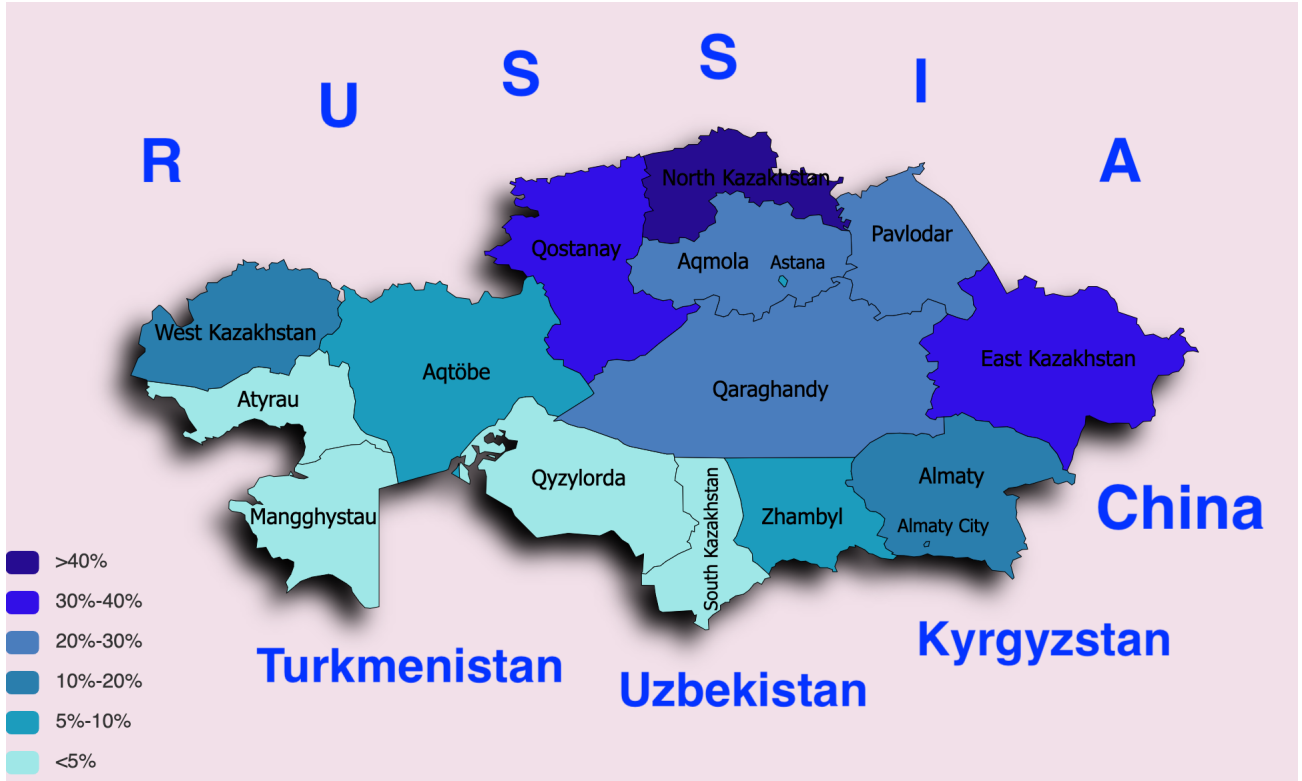 R U S S I A
North Kazakhstan
Qostanay
Pavlodar
Aqmola
Astana
West Kazakhstan
East Kazakhstan
Aqtöbe
Qaraghandy
Atyrau
Almaty
Qyzylorda
South Kazakhstan
Zhambyl
Mangghystau
Almaty City
China
Kyrgyzstan
Turkmenistan
Uzbekistan
>40%
30%-40%
20%-30%
10%-20%
5%-10%
<5%